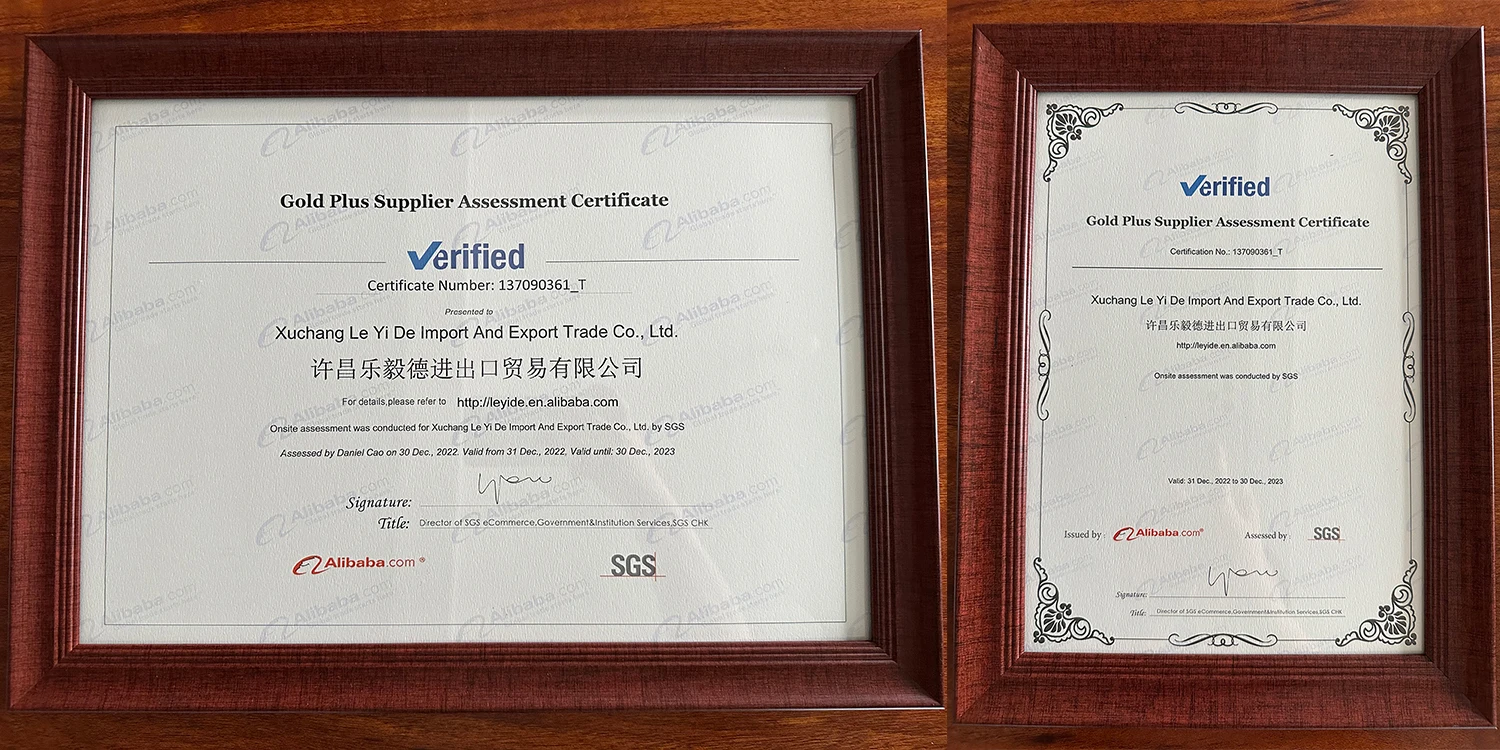 Gold Plus Supplier Assessment Certificate
Verified
Certificate Number: 137090361_T
Presented to
Xuchang Le Yi De Import And Export Trade Co., Ltd.
许昌乐毅德进出口贸易有限公司
For details,please refer to http://leyide.en.alibaba.com
Onsite assessment was conducted for Xuchang Le Yi De Import And Export Trade Co., Ltd. by SGS
Assessed by Daniel Cao on 30 Dec., 2022. Valid from 31 Dec., 2022, Valid until: 30 Dec., 2023
Signature:
Title: Director of SGS eCommerce,Government&Institution Services,SGS CHK
Alibaba.com®
SGS
Verified
Gold Plus Supplier Assessment Certificate
Certification No.: 137090361_T
Xuchang Le Yi De Import And Export Trade Co., Ltd.
许昌乐毅德进出口贸易有限公司
http://leyide.en.alibaba.com
Onsite assessment was conducted by SGS
Valid: 31 Dec., 2022 to 30 Dec., 2023
Issued by: Alibaba.com® Assessed by: SGS
Signature:
Title: Director of SGS eCommerce,Government&Institution Services,SGS CHK